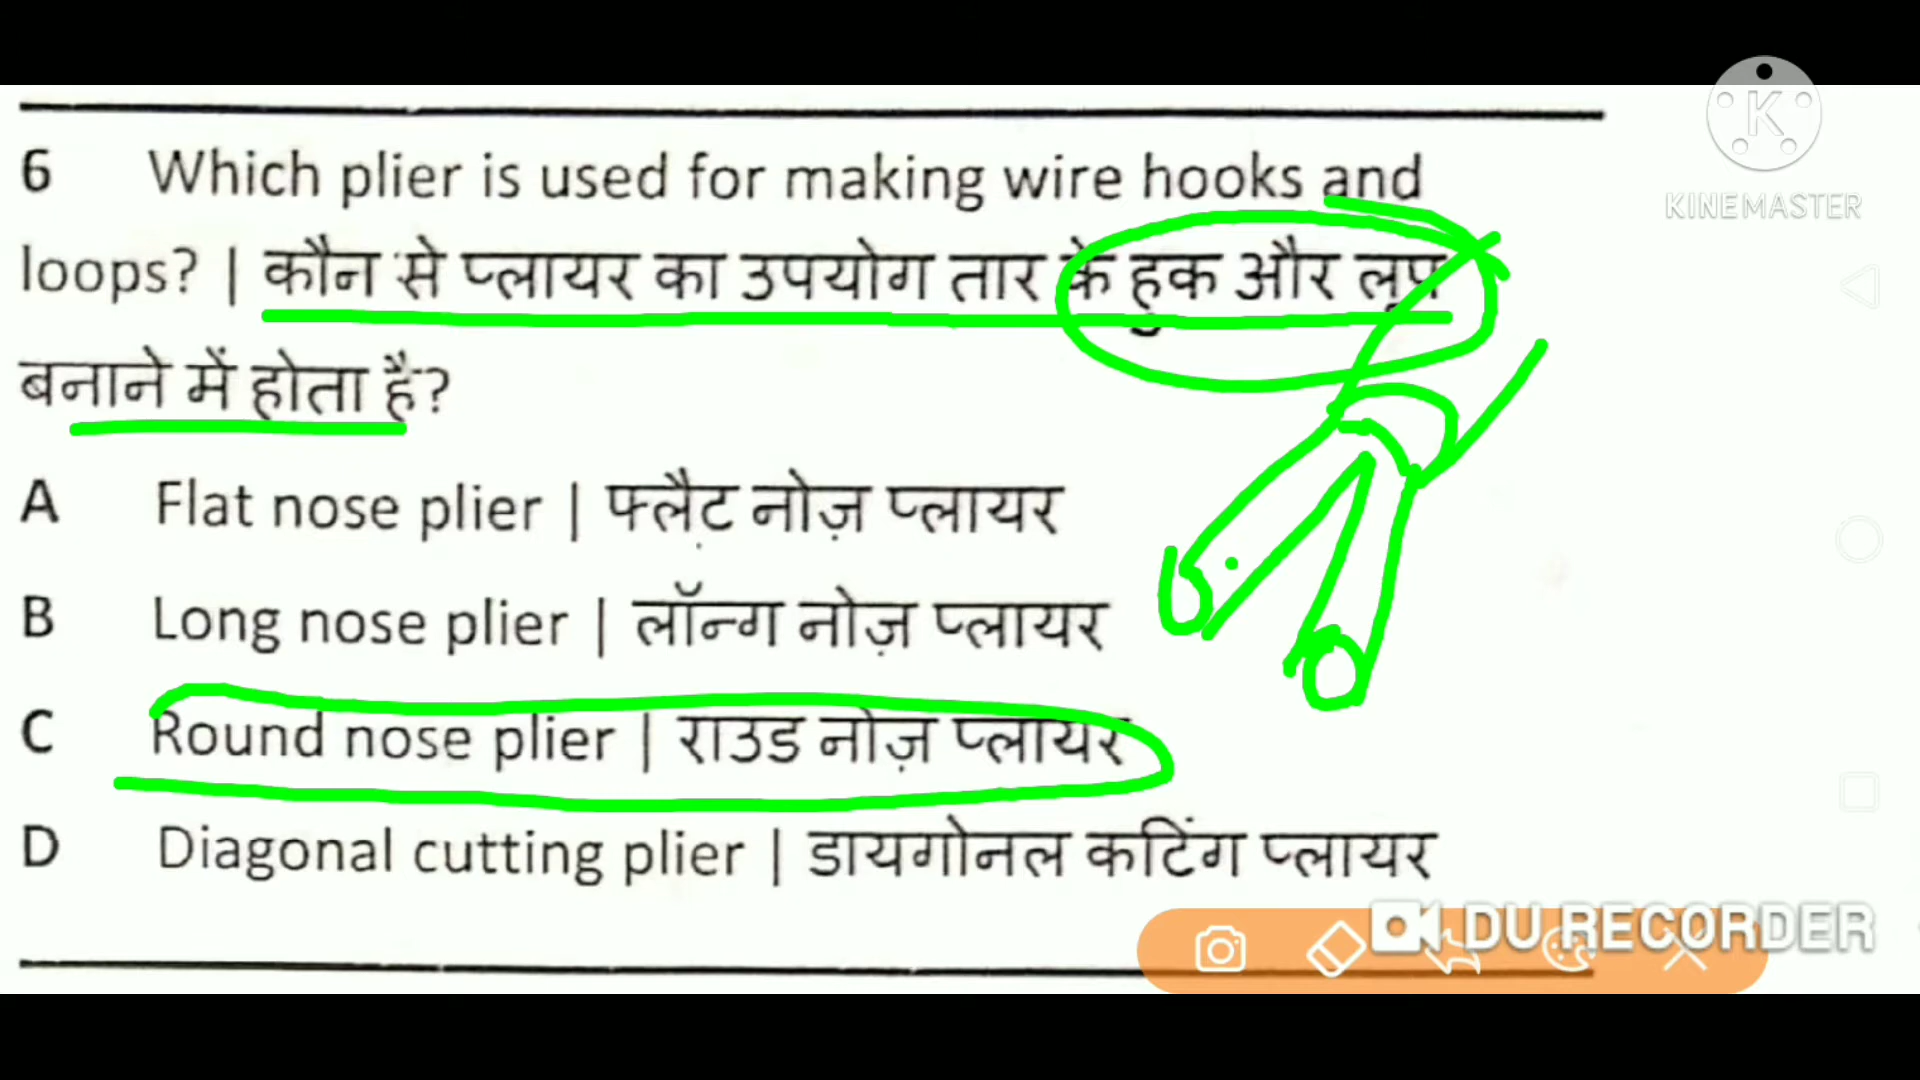 KINEMASTER
6 Which plier is used for making wire hooks and
loops? | कौन से प्लायर का उपयोग तार के हुक और लूप
बनाने में होता है?
A Flat nose plier | फ्लैट नोज़ प्लायर
B Long nose plier | लॉन्ग नोज़ प्लायर
C Round nose plier | राउड नोज़ प्लायर
D Diagonal cutting plier | डायगोनल कटिंग प्लायर
DU RECORDER